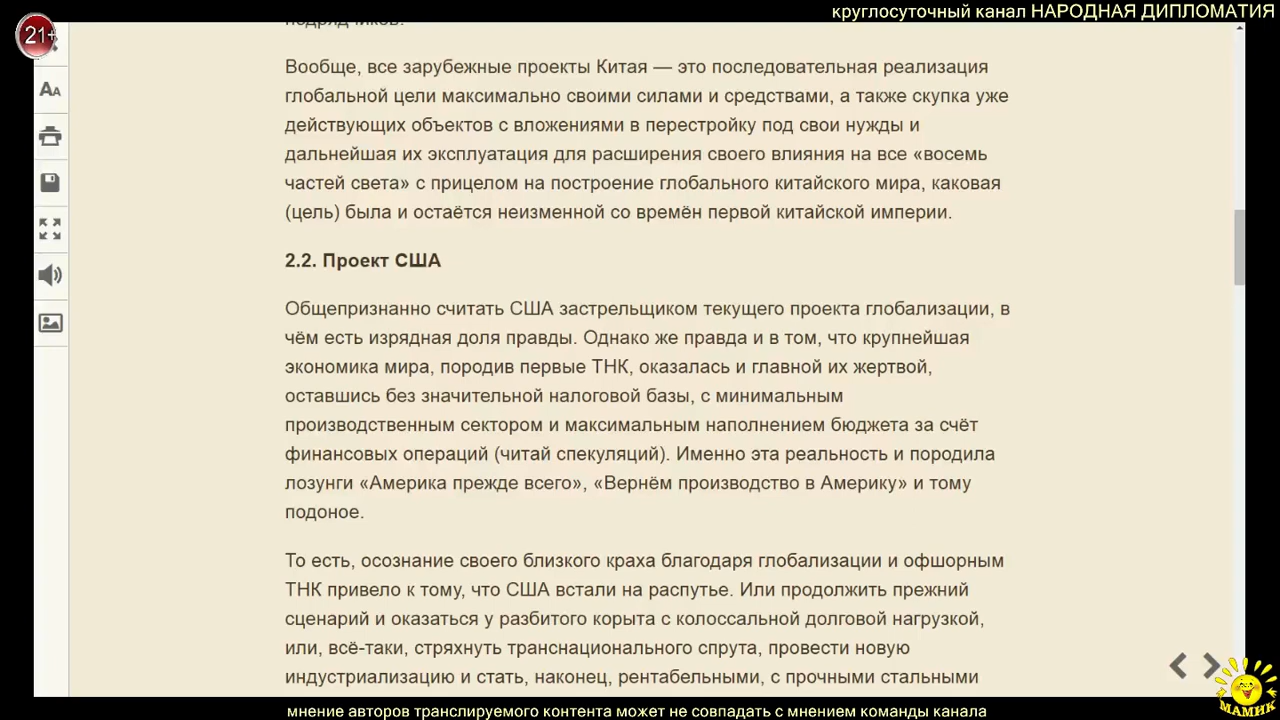 круглосуточный канал НАРОДНАЯ ДИПЛОМАТИЯ
21+
подрядчиков.
AA
Вообще, все зарубежные проекты Китая — это последовательная реализация
глобальной цели максимально своими силами и средствами, а также скупка уже
действующих объектов с вложениями в перестройку под свои нужды и
дальнейшая их эксплуатация для расширения своего влияния на все «восемь
частей света» с прицелом на построение глобального китайского мира, каковая
(цель) была и остаётся неизменной со времён первой китайской империи.
2.2. Проект США
Общепризнанно считать США застрельщиком текущего проекта глобализации, в
чём есть изрядная доля правды. Однако же правда и в том, что крупнейшая
экономика мира, породив первые ТНК, оказалась и главной их жертвой,
оставшись без значительной налоговой базы, с минимальным
производственным сектором и максимальным наполнением бюджета за счёт
финансовых операций (читай спекуляций). Именно эта реальность и породила
лозунги «Америка прежде всего», «Вернём производство в Америку» и тому
подоное.
То есть, осознание своего близкого краха благодаря глобализации и офшорным
ТНК привело к тому, что США встали на распутье. Или продолжить прежний
сценарий и оказаться у разбитого корыта с колоссальной долговой нагрузкой,
или, всё-таки, стряхнуть транснационального спрута, провести новую
индустриализацию и стать, наконец, рентабельными, с прочными стальными
МАМИК
мнение авторов транслируемого контента может не совпадать с мнением команды канала